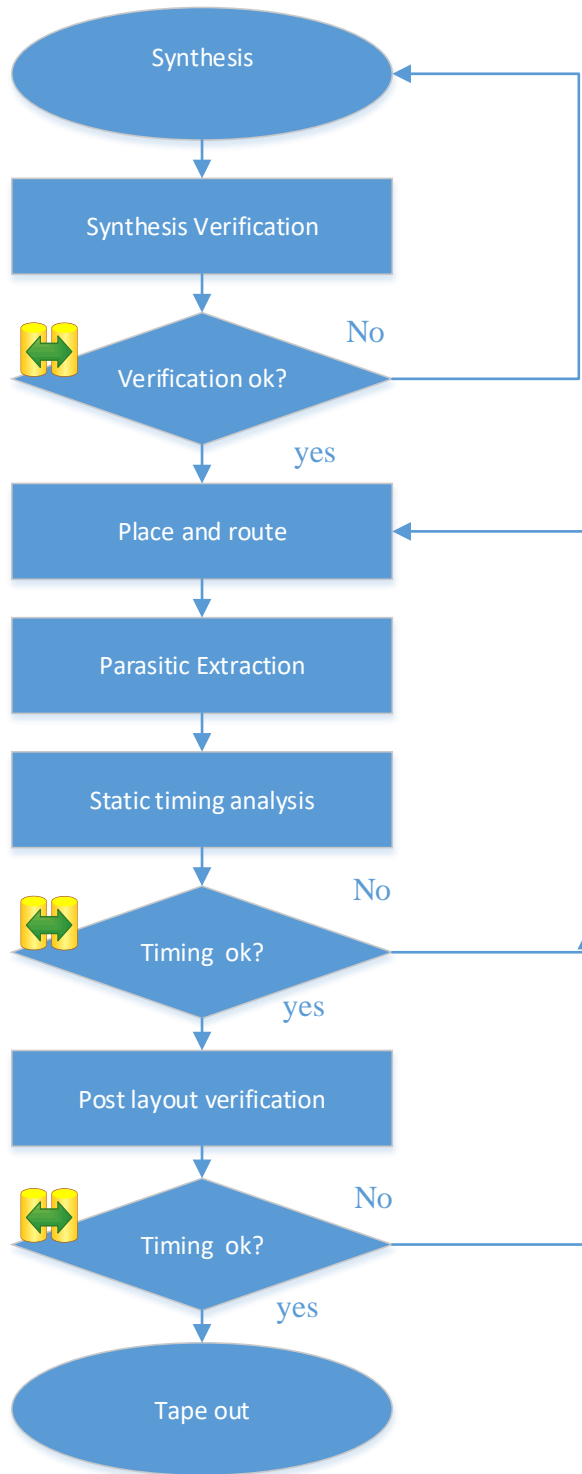 Synthesis
Synthesis Verification
No
Verification ok?
yes
Place and route
Parasitic Extraction
Static timing analysis
No
Timing ok?
yes
Post layout verification
No
Timing ok?
yes
Tape out